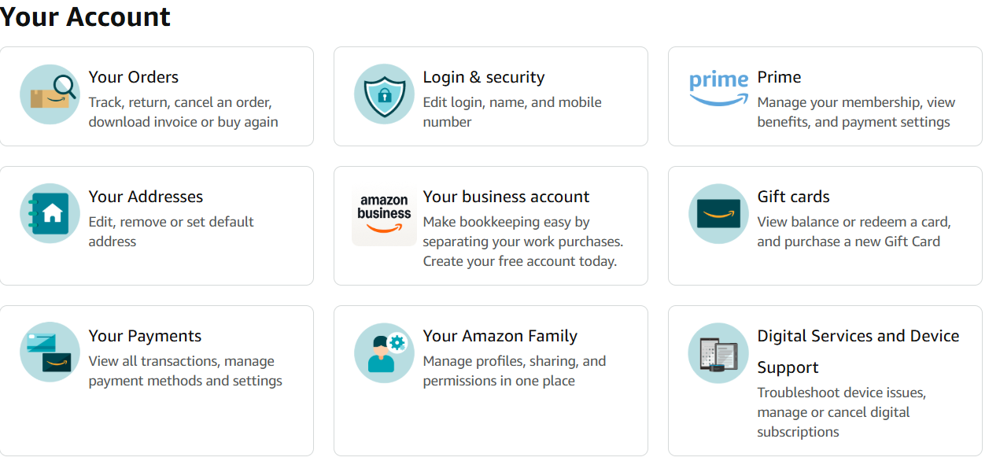 Your Account
Your Orders
Track, return, cancel an order,
download invoice or buy again
Login & security
Edit login, name, and mobile
number
prime
Prime
Manage your membership, view
benefits, and payment settings
Your Addresses
Edit, remove or set default
address
amazon
business
Your business account
Make bookkeeping easy by
separating your work purchases.
Create your free account today.
Gift cards
View balance or redeem a card,
and purchase a new Gift Card
Your Payments
View all transactions, manage
payment methods and settings
Your Amazon Family
Manage profiles, sharing, and
permissions in one place
Digital Services and Device
Support
Troubleshoot device issues,
manage or cancel digital
subscriptions